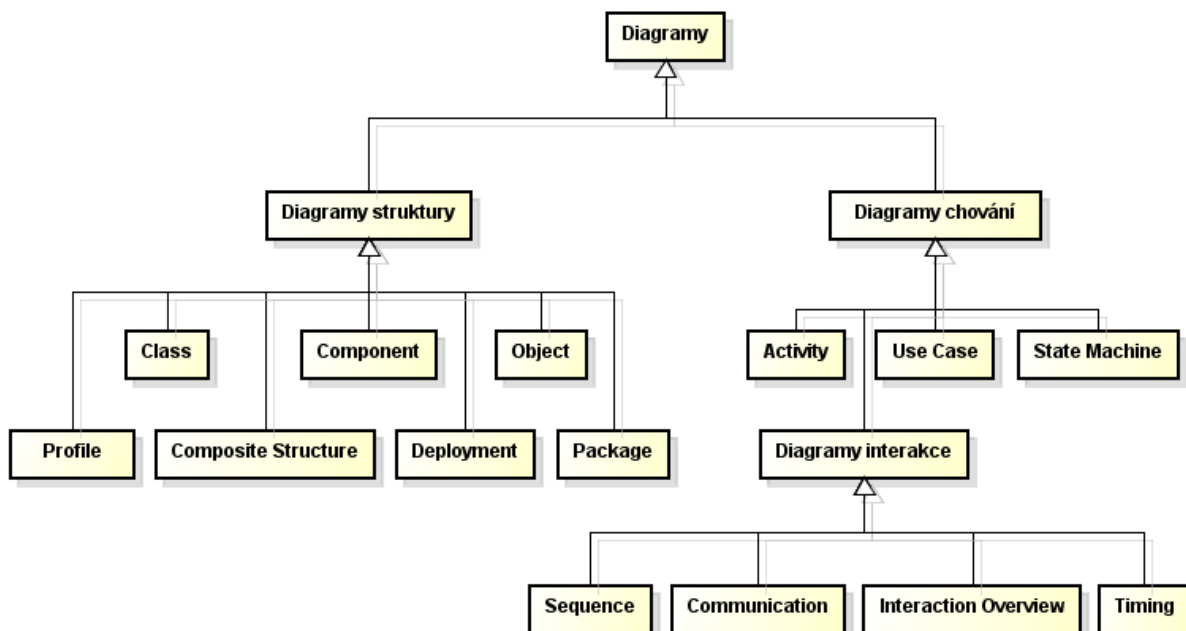 Diagramy
Diagramy struktury
Diagramy chování
Class
Component
Object
Activity
Use Case
State Machine
Profile
Composite Structure
Deployment
Package
Diagramy interakce
Sequence
Communication
Interaction Overview
Timing